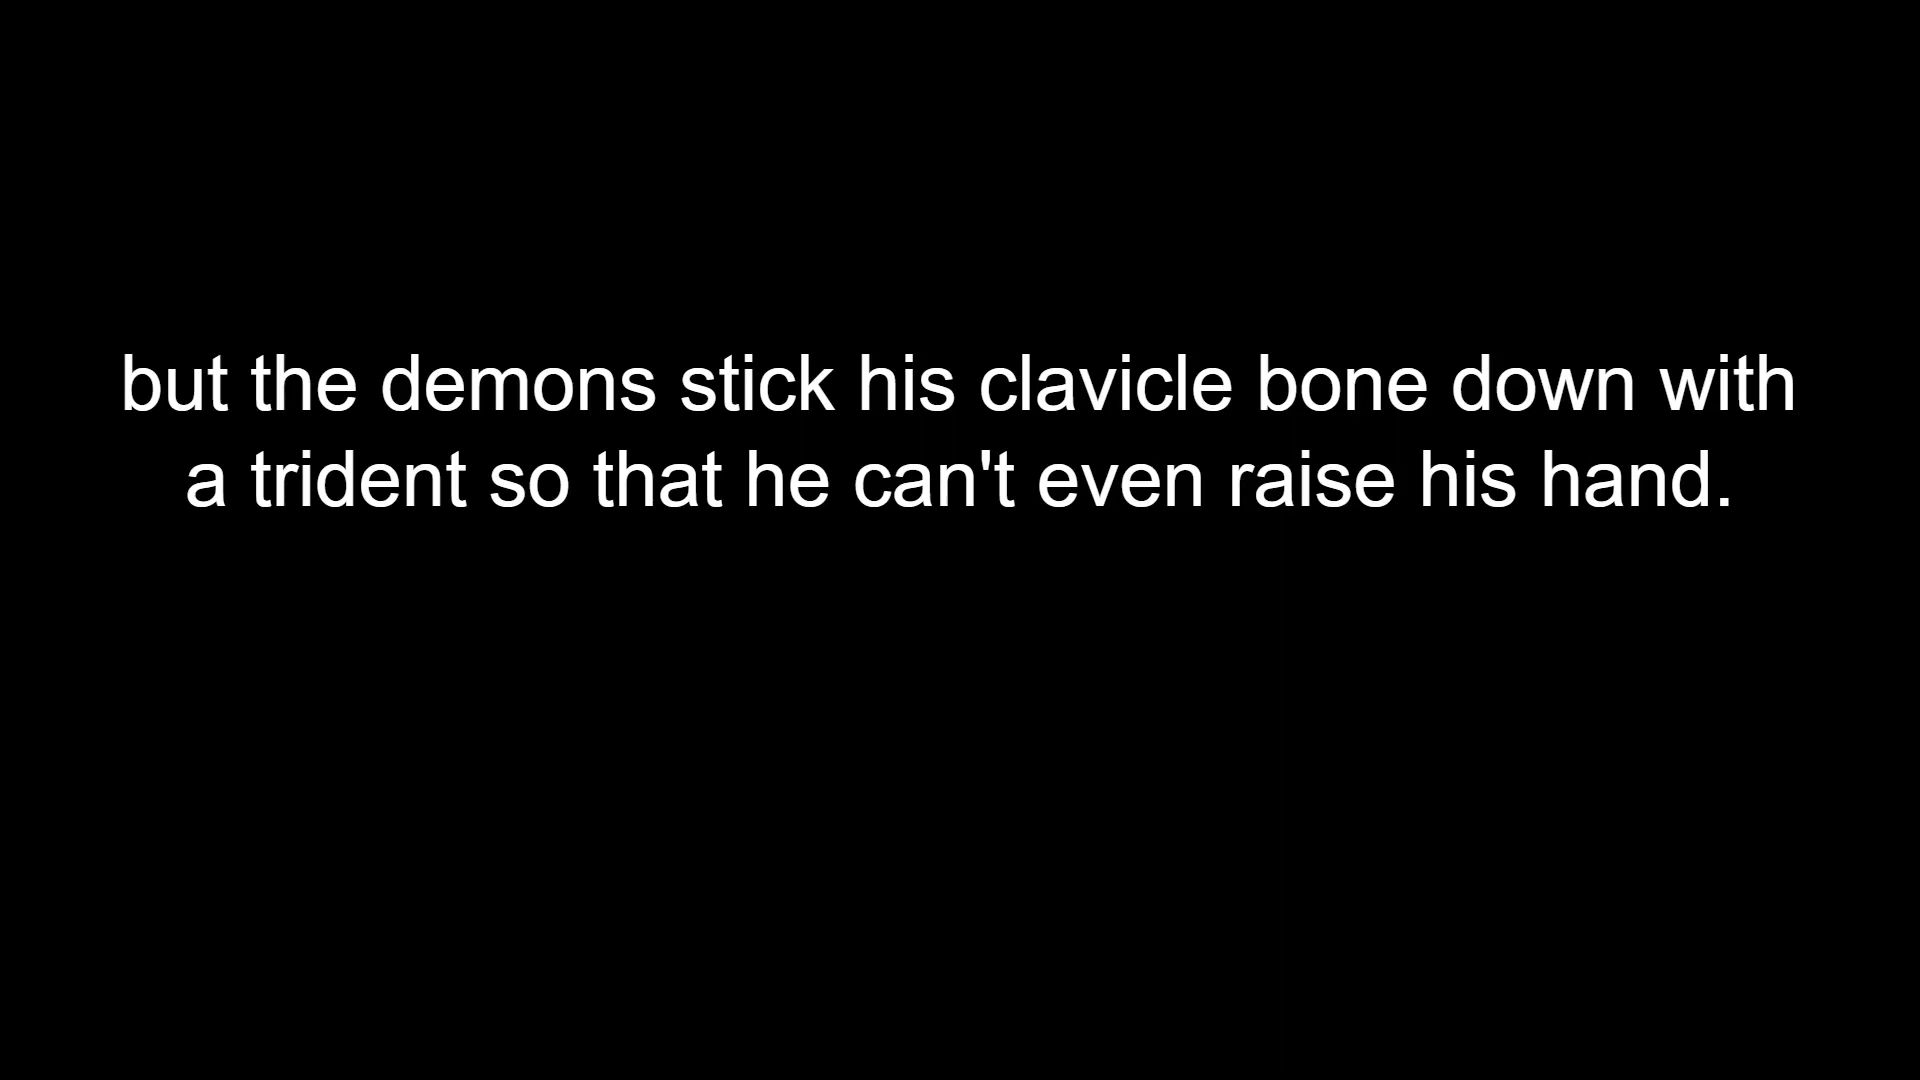 but the demons stick his clavicle bone down with
a trident so that he can't even raise his hand.